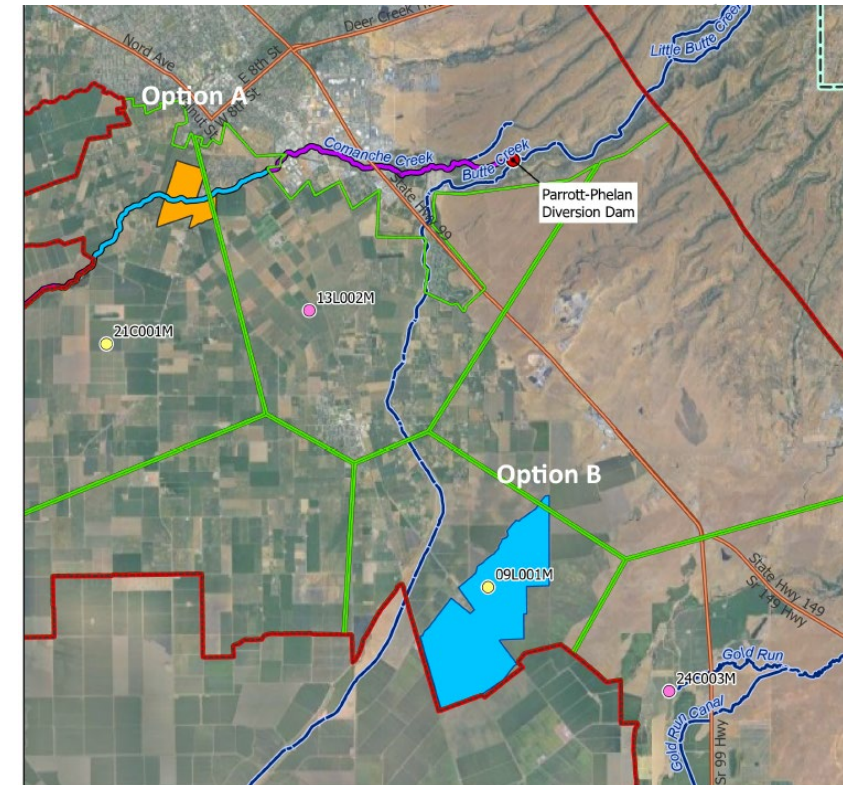 Deer Creek H
Nord Ave
E 8th St
Little Butte Creek
Option A
W 8th St
Comanche Creek
Butte Creek
State Hwy 99
Parrott-Phelan
Diversion Dam
13L002M
21C001M
Option B
09L001M
State Hwy 149
Sr 149 Hwy
Gold Run
24C003M
Gold Run Canal
Sr 99 Hwy